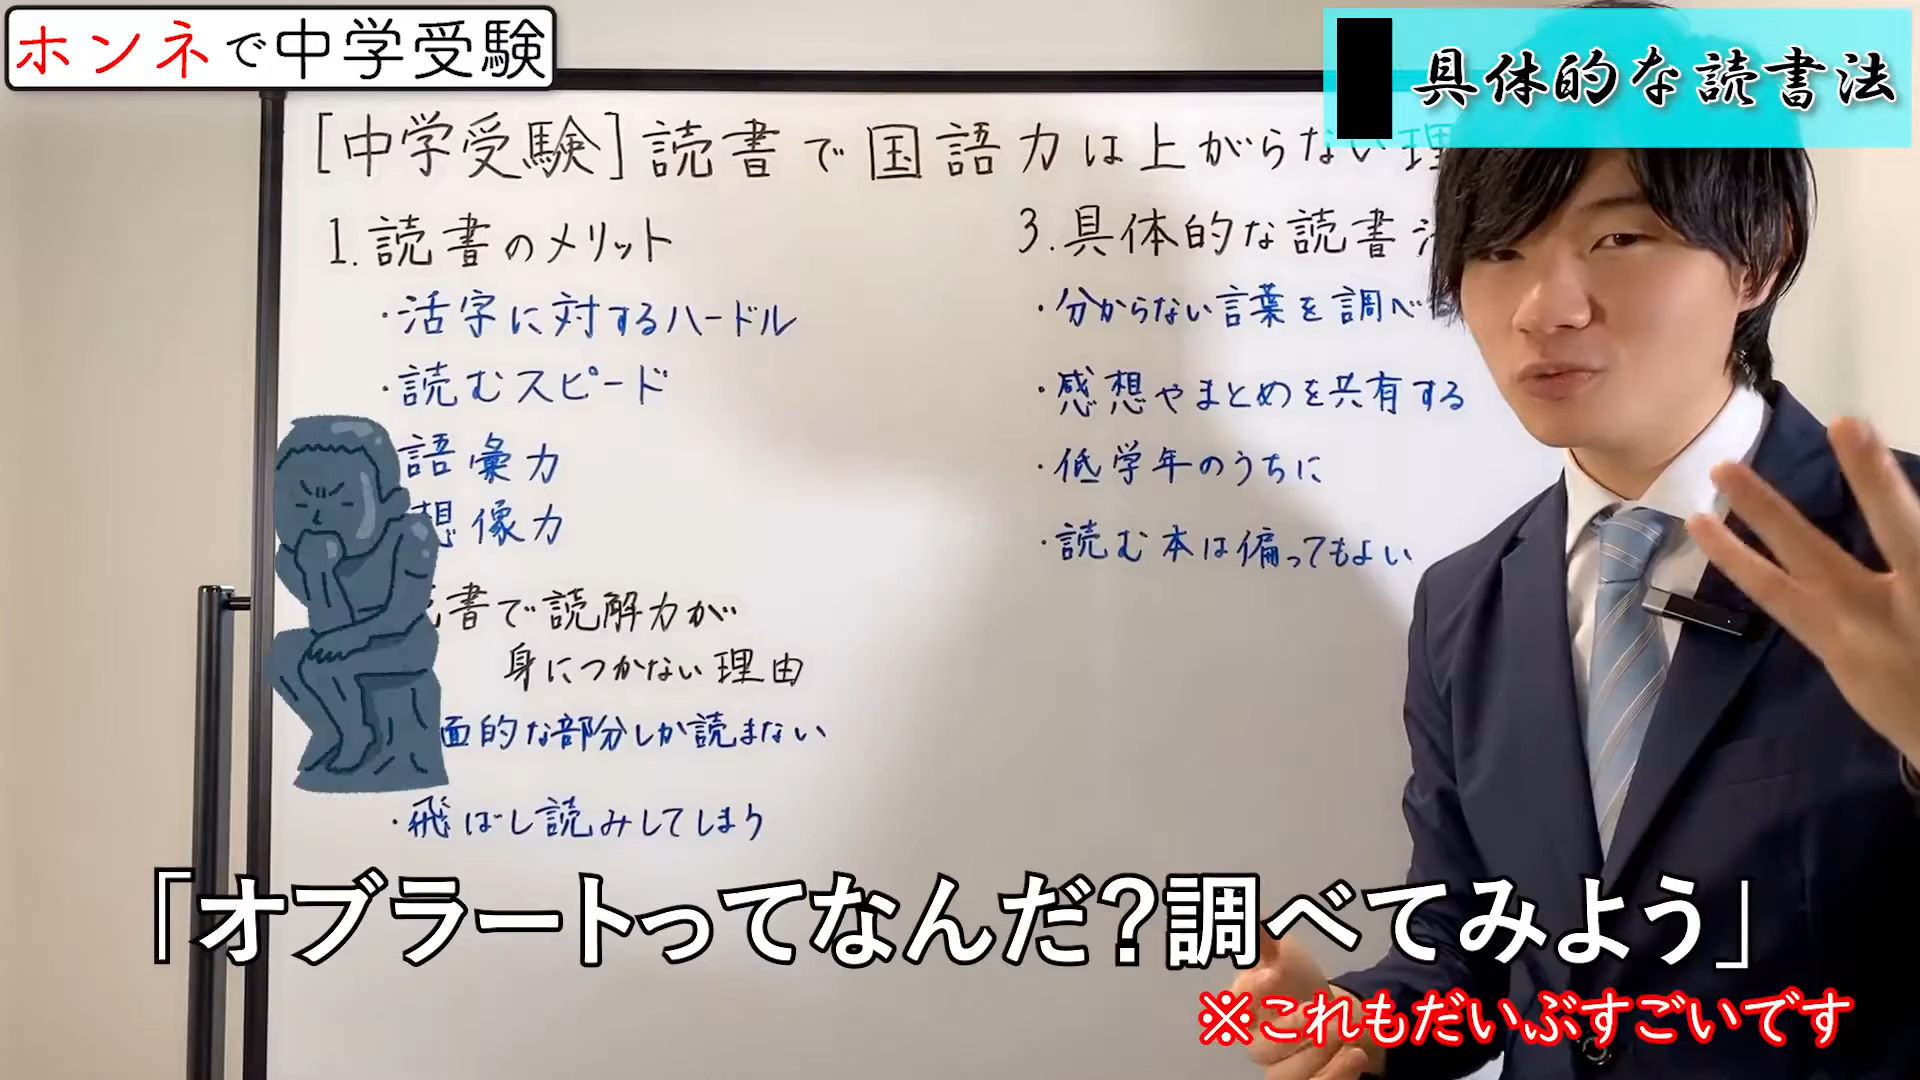 ホンネで中学受験
具体的な読書法
[中学受験]読書で国語力は上がらない理
1.読書のメリット
・活字に対するハードル
・読むスピード
語彙力
想像力
書で読解力が
身につかない理由
面的な部分しか読まない
・飛ばし読みしてしまう
3.具体的な読書法
・分からない言葉を調べ
・感想やまとめを共有する
・低学年のうちに
・読む本は偏ってもよい
「オブラートってなんだ?調べてみよう」
※これもだいぶすごいです